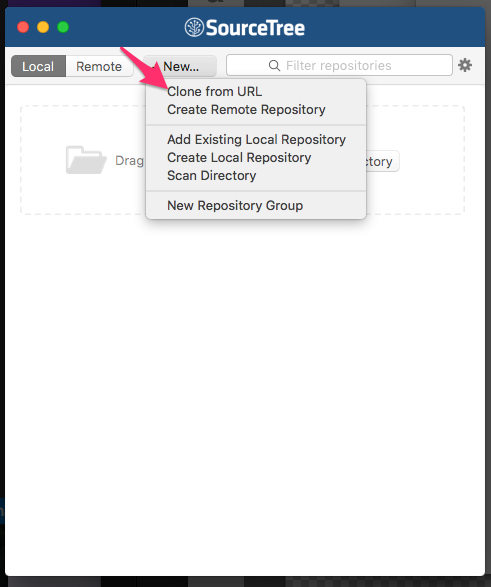 SourceTree
Local Remote New... Filter repositories
Clone from URL
Create Remote Repository
Add Existing Local Repository
Create Local Repository
Scan Directory
New Repository Group
Drag
ctory